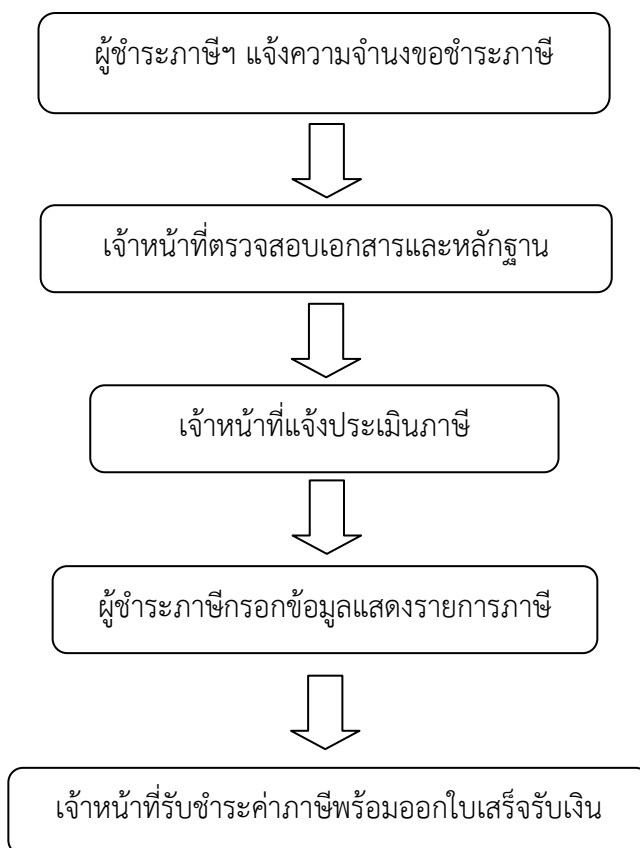 ผู้ชำระภาษีฯ แจ้งความจำนงขอชำระภาษี
เจ้าหน้าที่ตรวจสอบเอกสารและหลักฐาน
เจ้าหน้าที่แจ้งประเมินภาษี
ผู้ชำระภาษีกรอกข้อมูลแสดงรายการภาษี
เจ้าหน้าที่รับชำระค่าภาษีพร้อมออกใบเสร็จรับเงิน